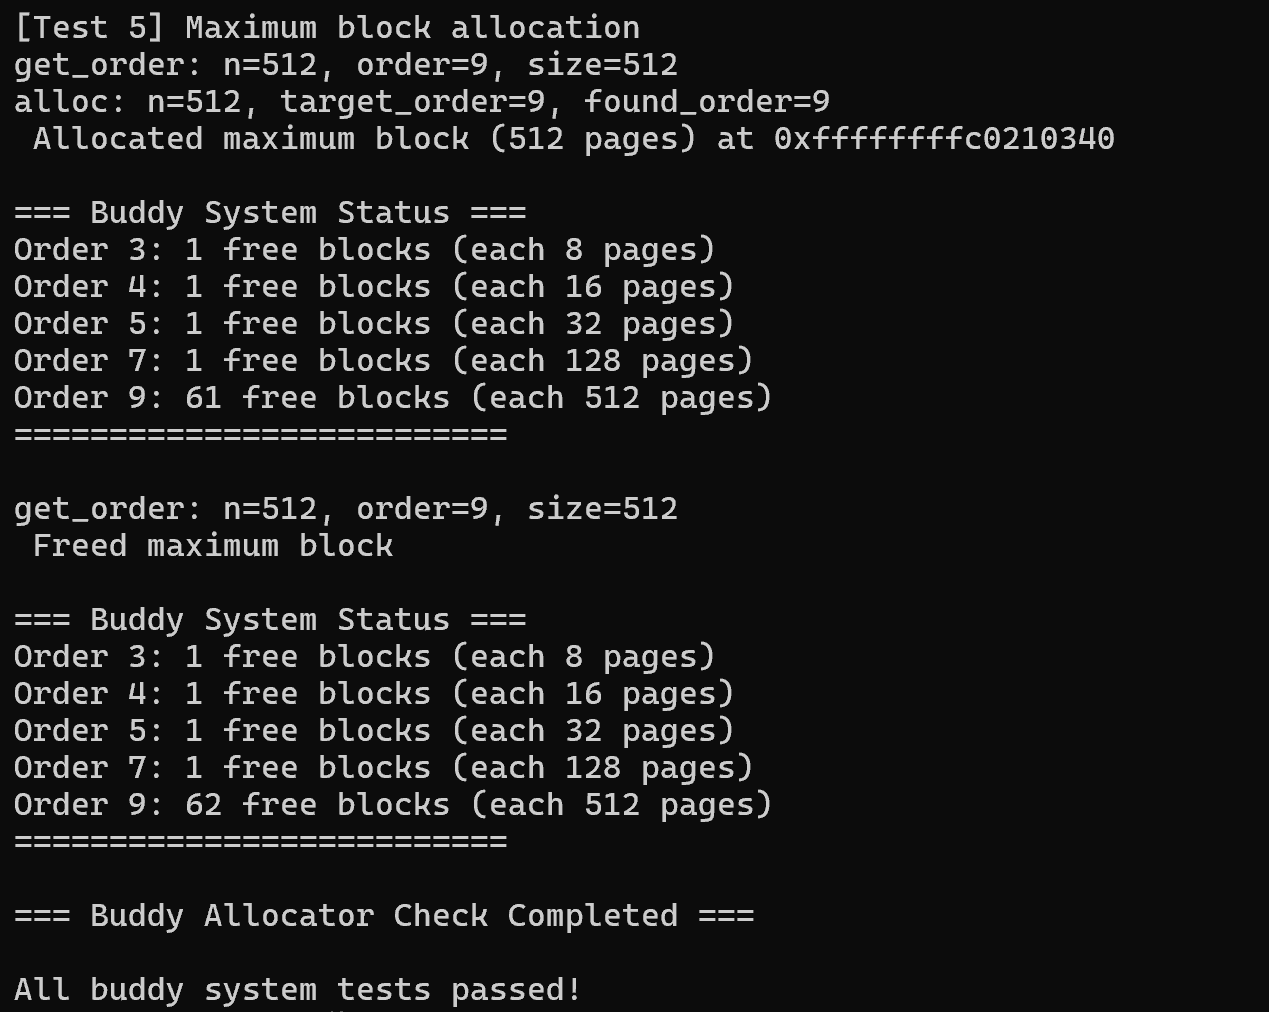 [Test 5] Maximum block allocation
get_order: n=512, order=9, size=512
alloc: n=512, target_order=9, found_order=9
 Allocated maximum block (512 pages) at 0xffffffffc0210340

=== Buddy System Status ===
Order 3: 1 free blocks (each 8 pages)
Order 4: 1 free blocks (each 16 pages)
Order 5: 1 free blocks (each 32 pages)
Order 7: 1 free blocks (each 128 pages)
Order 9: 61 free blocks (each 512 pages)
==========================

get_order: n=512, order=9, size=512
 Freed maximum block

=== Buddy System Status ===
Order 3: 1 free blocks (each 8 pages)
Order 4: 1 free blocks (each 16 pages)
Order 5: 1 free blocks (each 32 pages)
Order 7: 1 free blocks (each 128 pages)
Order 9: 62 free blocks (each 512 pages)
==========================

=== Buddy Allocator Check Completed ===

All buddy system tests passed!